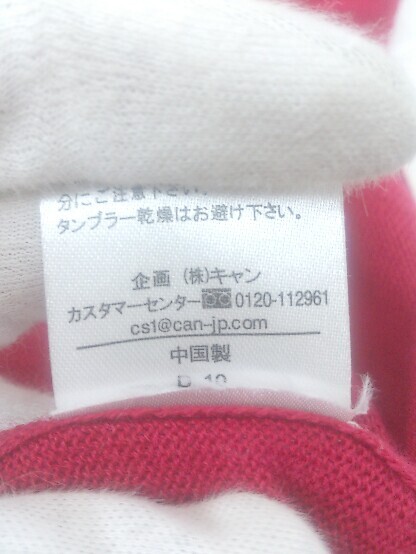 分にご注意下さい。
タンブラー乾燥はお避け下さい。
企画 (株)キャン
カスタマーセンター 0120-112961
cs1@can-jp.com
中国製